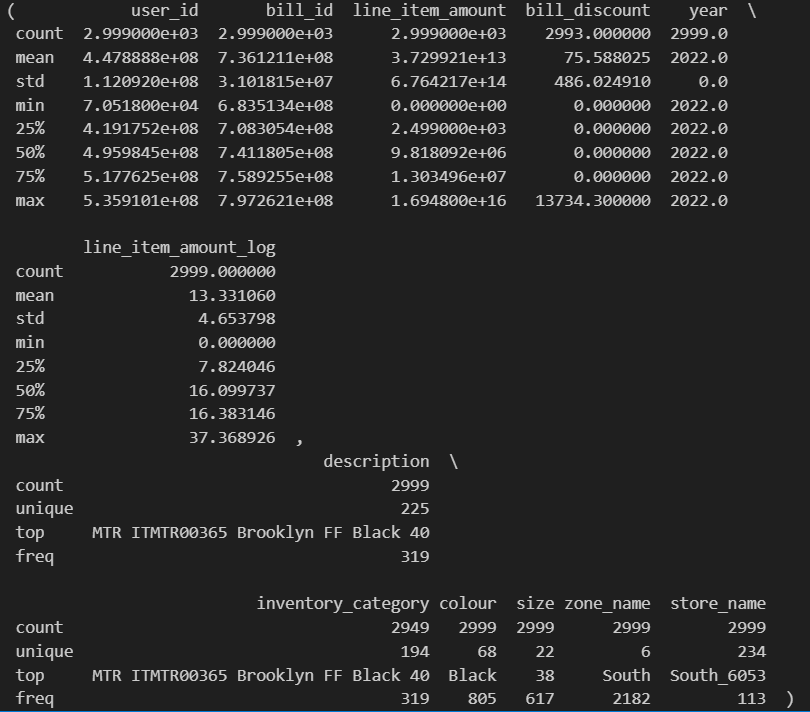 ( user_id bill_id line_item_amount bill_discount year \
count 2.999000e+03 2.999000e+03 2.999000e+03 2993.000000 2999.0
mean 4.478888e+08 7.361211e+08 3.729921e+13 75.588025 2022.0
std 1.120920e+08 3.101815e+07 6.764217e+14 486.024910 0.0
min 7.051800e+04 6.835134e+08 0.000000e+00 0.000000 2022.0
25% 4.191752e+08 7.083054e+08 2.499000e+03 0.000000 2022.0
50% 4.959845e+08 7.411805e+08 9.818092e+06 0.000000 2022.0
75% 5.177625e+08 7.589255e+08 1.303496e+07 0.000000 2022.0
max 5.359101e+08 7.972621e+08 1.694800e+16 13734.300000 2022.0
line_item_amount_log
count 2999.000000
mean 13.331060
std 4.653798
min 0.000000
25% 7.824046
50% 16.099737
75% 16.383146
max 37.368926 ,
description \
count 2999
unique 225
top MTR ITMTR00365 Brooklyn FF Black 40
freq 319
inventory_category colour size zone_name store_name
count 2949 2999 2999 2999 2999
unique 194 68 22 6 234
top MTR ITMTR00365 Brooklyn FF Black 40 Black 38 South South_6053
freq 319 805 617 2182 113 )